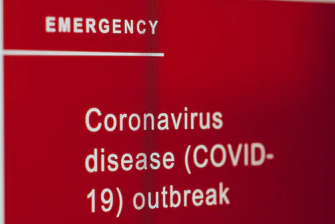 EMERGENCY
Coronavirus
disease (COVID-
19) outbreak